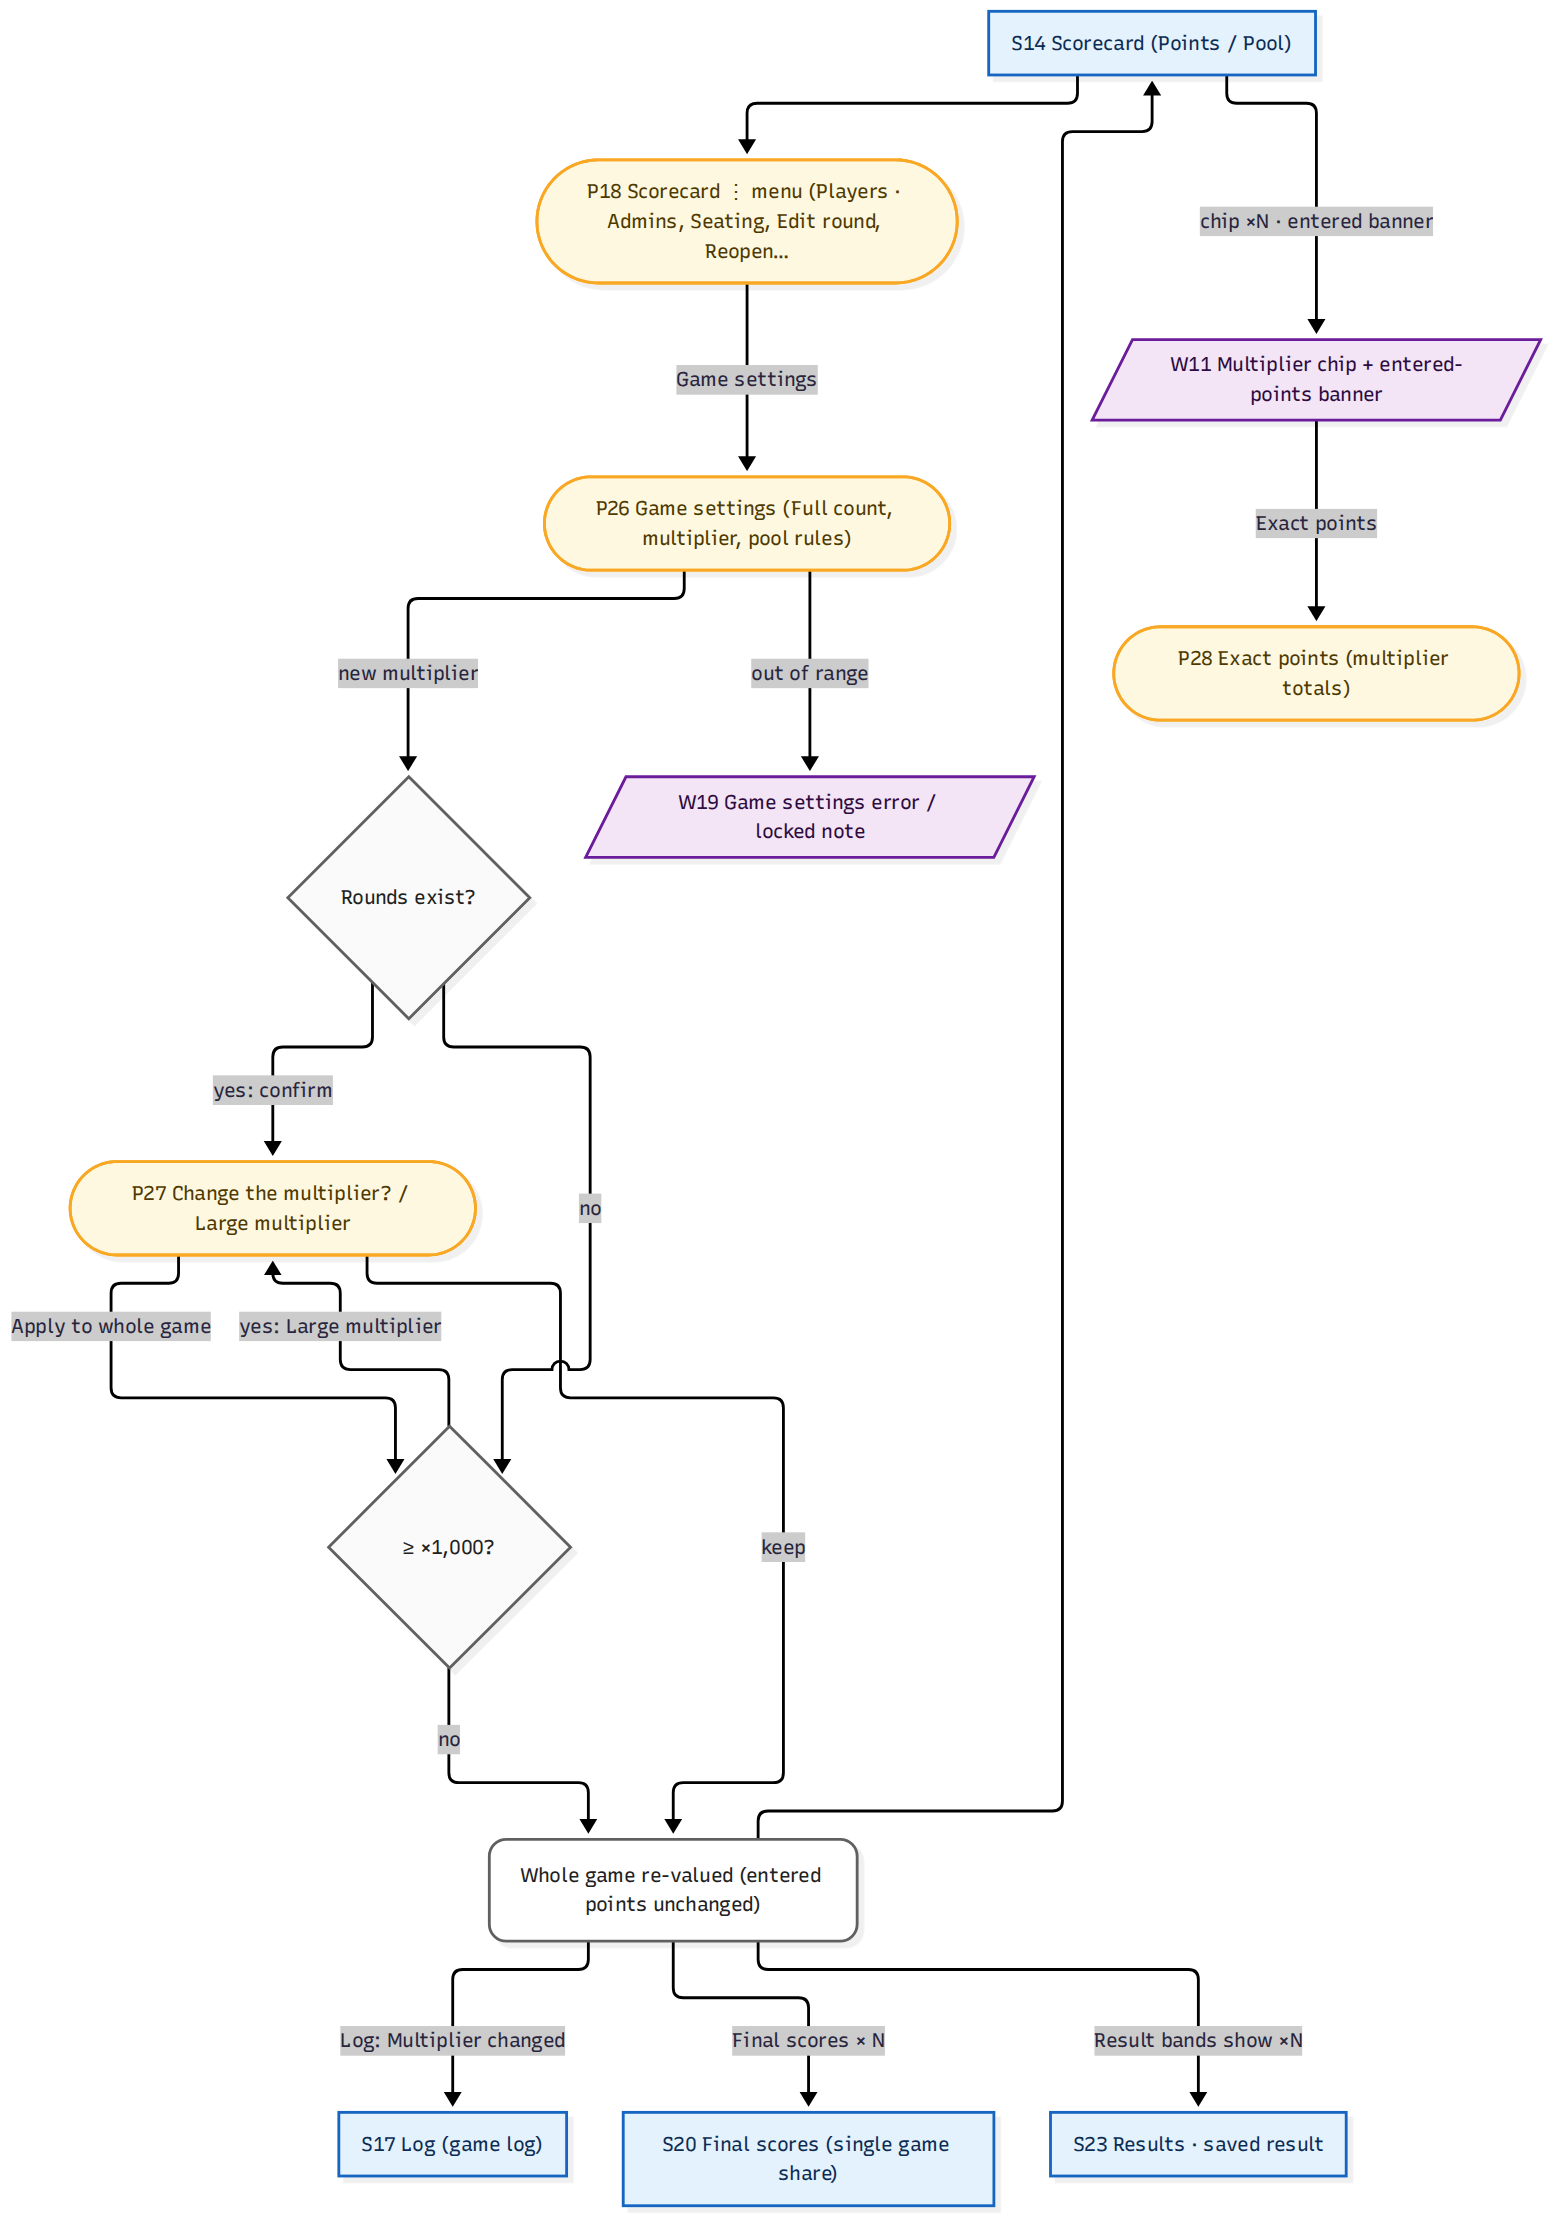 S14 Scorecard (Points / Pool)
P18 Scorecard ⋮ menu (Players ·
Admins, Seating, Edit round,
Reopen…
chip ×N · entered banner
Game settings
W11 Multiplier chip + entered-
points banner
P26 Game settings (Full count,
multiplier, pool rules)
Exact points
new multiplier
out of range
P28 Exact points (multiplier
totals)
W19 Game settings error /
locked note
Rounds exist?
yes: confirm
P27 Change the multiplier? /
Large multiplier
no
Apply to whole game
yes: Large multiplier
≥ ×1,000?
keep
no
Whole game re-valued (entered
points unchanged)
Log: Multiplier changed
Final scores × N
Result bands show ×N
S17 Log (game log)
S20 Final scores (single game
share)
S23 Results · saved result